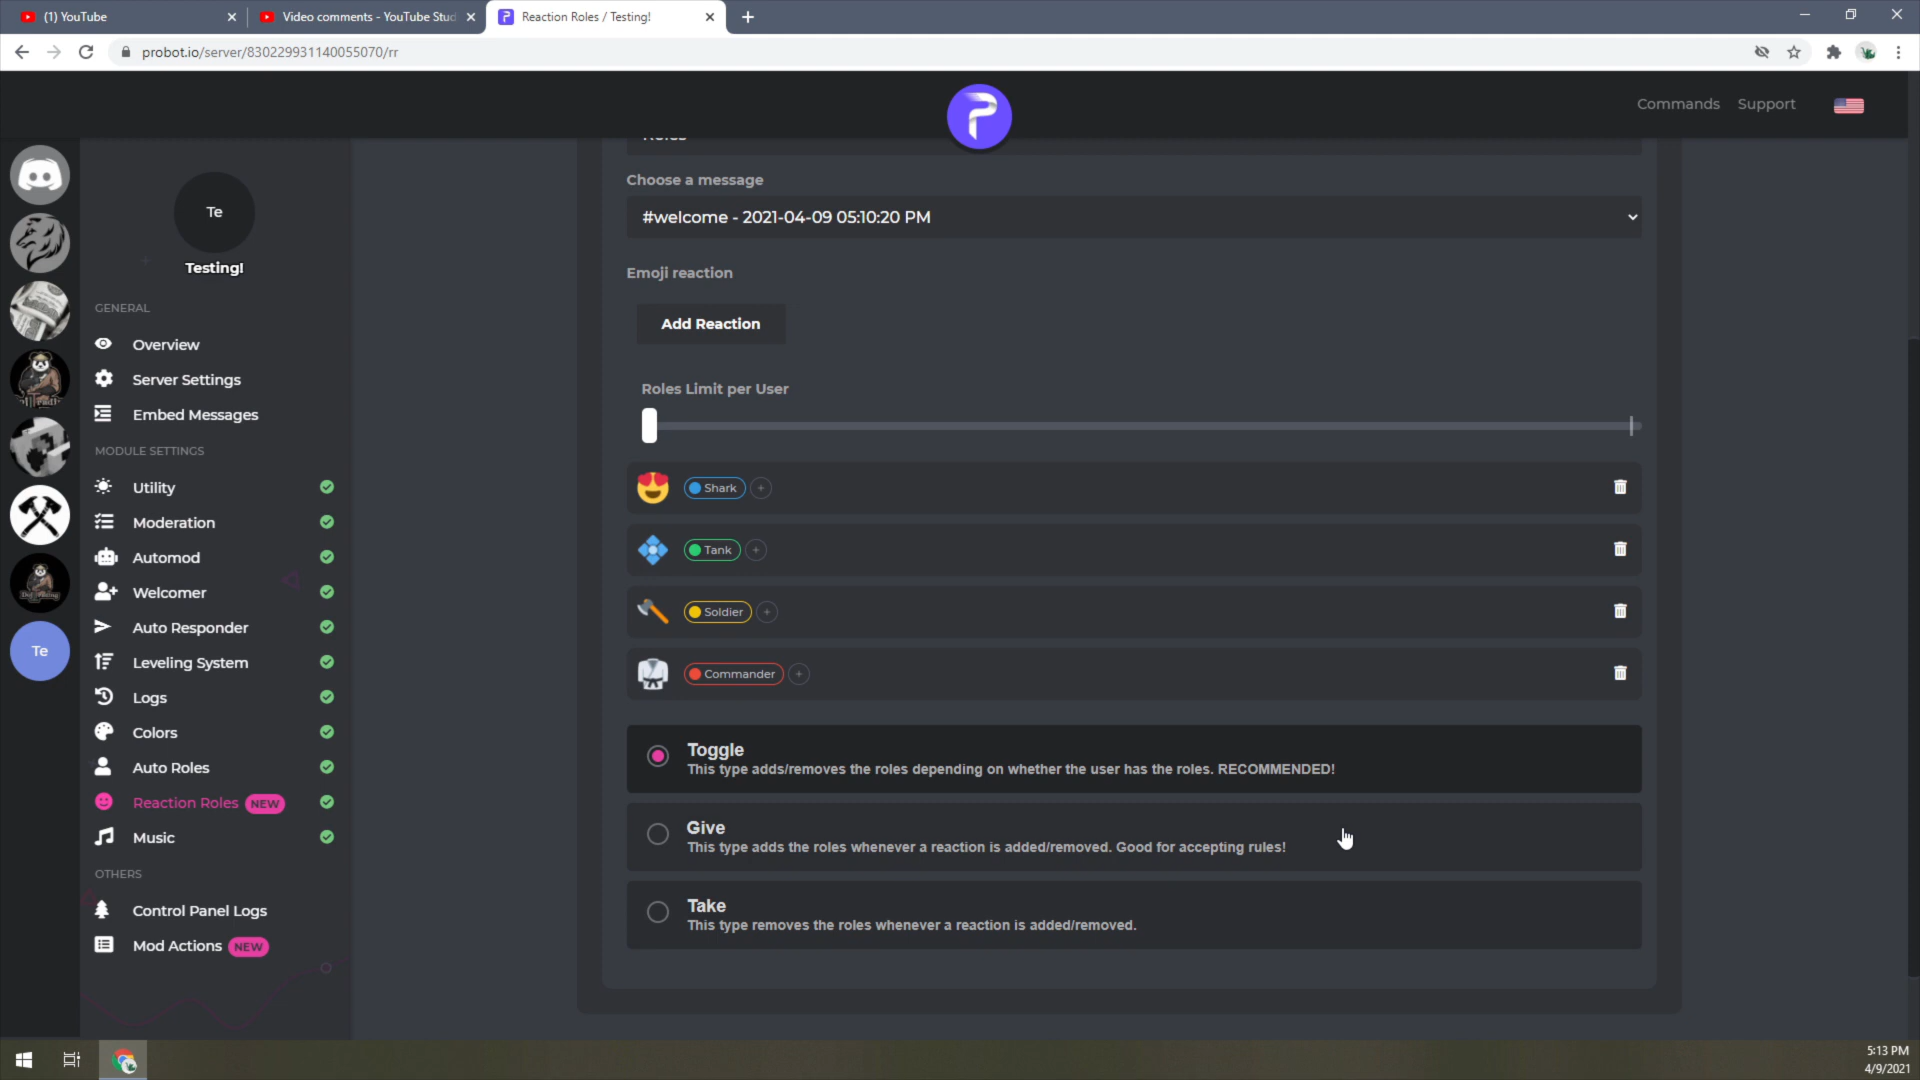 (1) YouTube
Video comments - YouTube Stud
Reaction Roles / Testing!
probot.io/server/830229931140055070/rr
Commands
Support
Te
Testing!
GENERAL
Overview
Server Settings
Embed Messages
MODULE SETTINGS
Utility
Moderation
Automod
Welcomer
Auto Responder
Leveling System
Logs
Colors
Auto Roles
Reaction Roles NEW
Music
OTHERS
Control Panel Logs
Mod Actions NEW
Te
Roles
Choose a message
#welcome - 2021-04-09 05:10:20 PM
Emoji reaction
Add Reaction
Roles Limit per User
Shark +
Tank +
Soldier +
Commander +
Toggle
This type adds/removes the roles depending on whether the user has the roles. RECOMMENDED!
Give
This type adds the roles whenever a reaction is added/removed. Good for accepting rules!
Take
This type removes the roles whenever a reaction is added/removed.
5:13 PM
4/9/2021